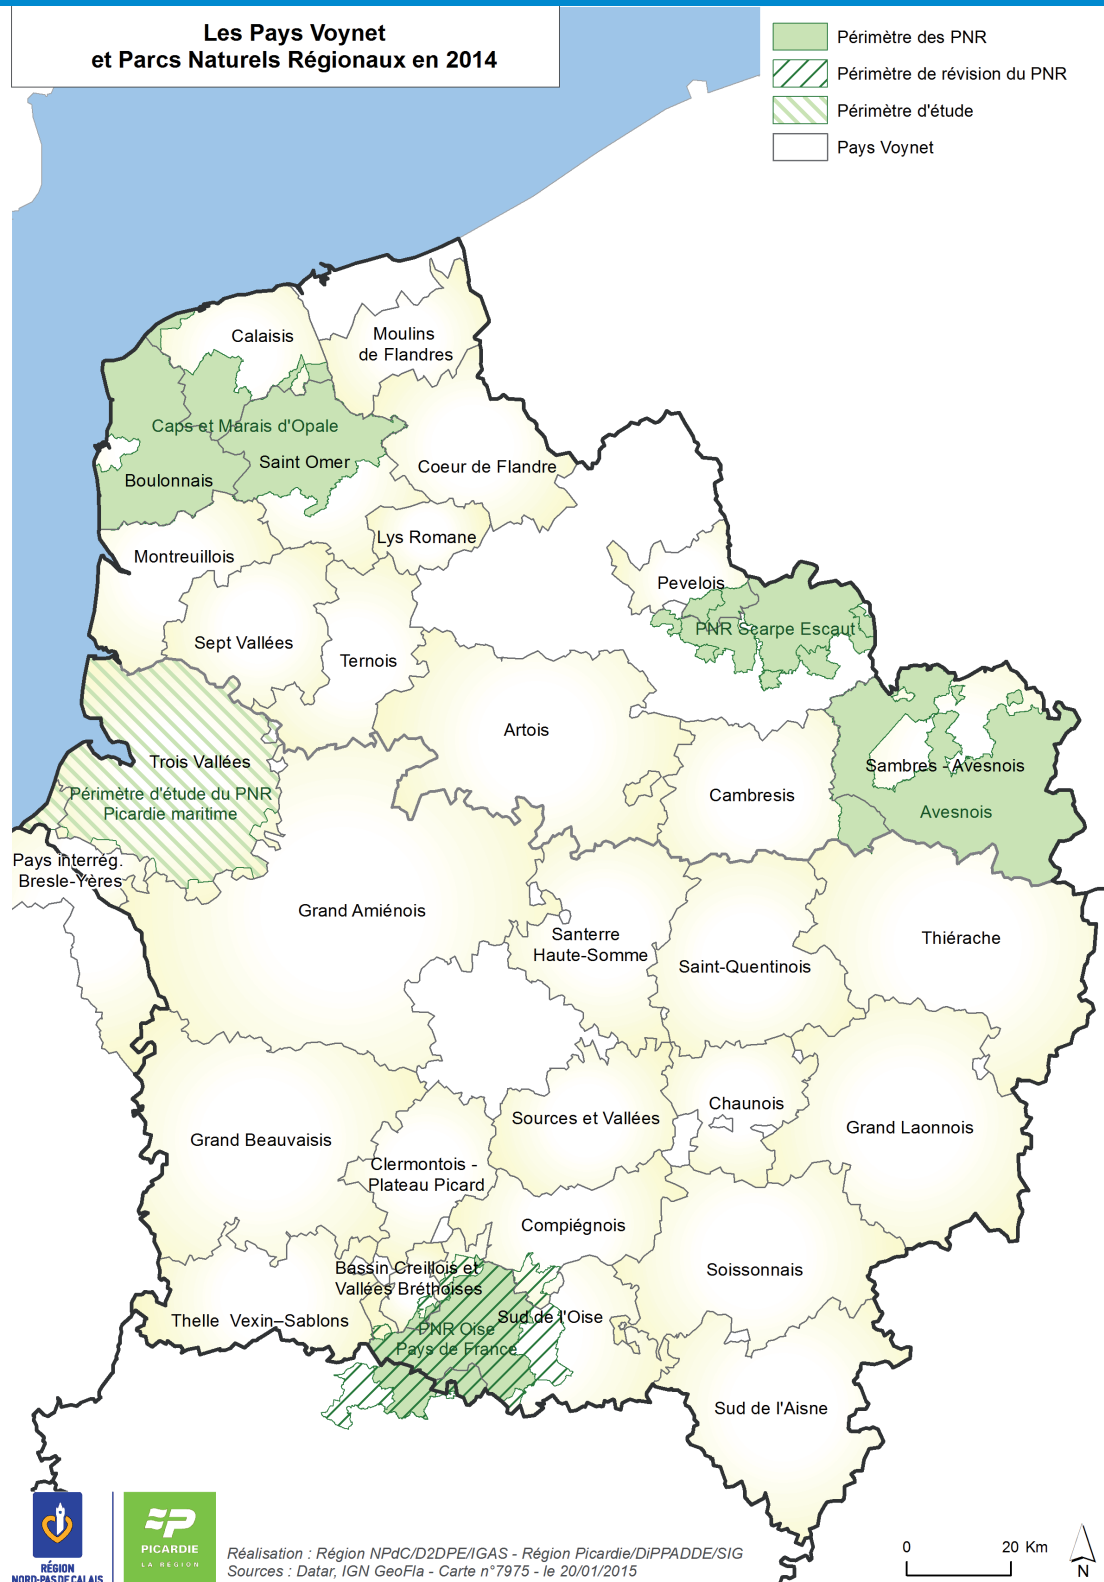 Les Pays Voynet
et Parcs Naturels Régionaux en 2014
Périmètre des PNR
Périmètre de révision du PNR
Périmètre d'étude
Pays Voynet
Calaisis
Moulins
de Flandres
Caps et Marais d'Opale
Saint Omer
Boulonnais
Coeur de Flandre
Lys Romane
Montreuillois
Pevelois
PNR Scarpe Escaut
Sept Vallées
Ternois
Artois
Trois Vallées
Périmètre d'étude du PNR
Picardie maritime
Cambresis
Sambres - Avesnois
Avesnois
Pays interrég.
Bresle-Yères
Grand Amiénois
Santerre
Haute-Somme
Saint-Quentinois
Thiérache
Grand Beauvaisis
Sources et Vallées
Chaunois
Grand Laonnois
Clermontois -
Plateau Picard
Compiégnois
Bassin Creillois et
Vallées Bréthoises
Soissonnais
Thelle Vexin–Sablons
Sud de l'Oise
PNR Oise
Pays de France
Sud de l'Aisne
RÉGION
NORD-PAS DE CALAIS
PICARDIE
LA RÉGION
Réalisation : Région NPdC/D2DPE/IGAS - Région Picardie/DiPPADDE/SIG
Sources : Datar, IGN GeoFla - Carte n°7975 - le 20/01/2015
0 20 Km
N